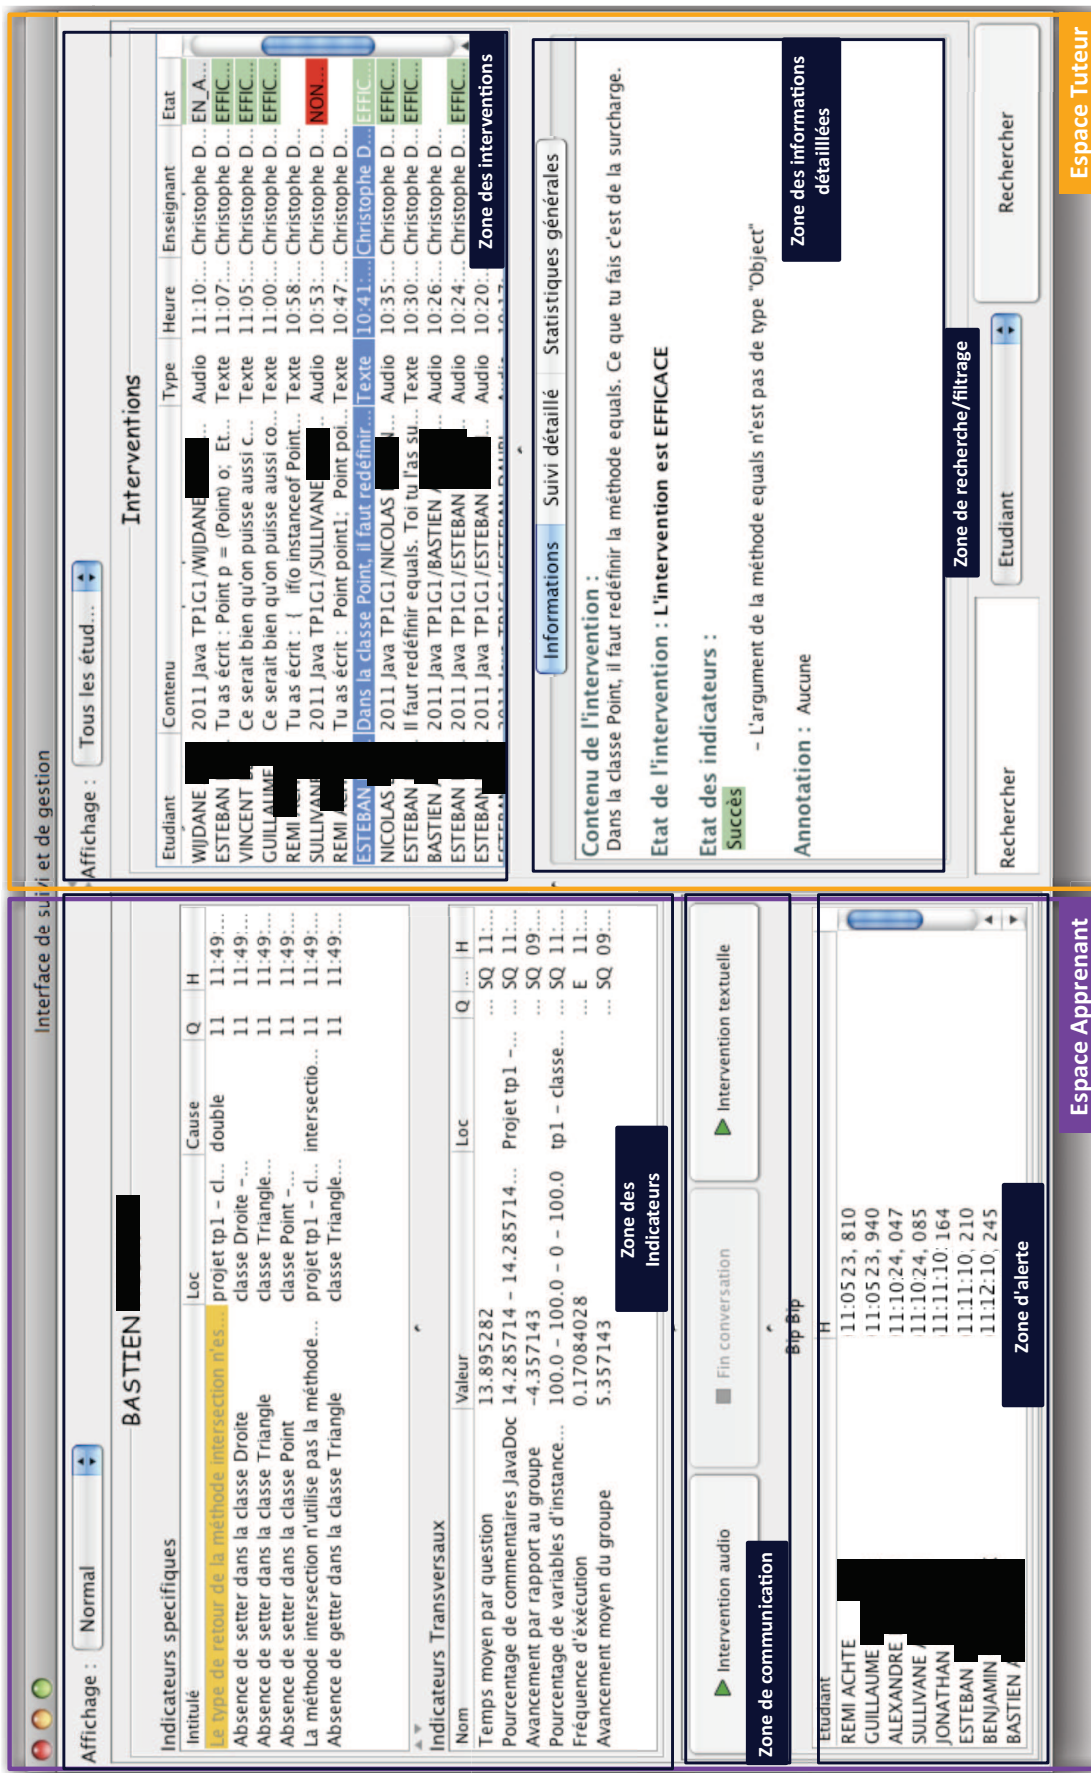 Interface de suivi et de gestion
Affichage : Normal
BASTIEN
Indicateurs specifiques
Intitulé Loc Cause Q H
Le type de retour de la méthode intersection n'es... projet tp1 – cl... double 11 11:49:...
Absence de setter dans la classe Droite classe Droite –... 11 11:49:...
Absence de setter dans la classe Triangle classe Triangle... 11 11:49:...
Absence de setter dans la classe Point classe Point –... 11 11:49:...
La méthode intersection n'utilise pas la méthode... projet tp1 – cl... intersectio... 11 11:49:...
Absence de getter dans la classe Triangle classe Triangle... 11 11:49:...
Indicateurs Transversaux
Nom Valeur Loc Q ... H
Temps moyen par question 13.895282 ... SQ 11:...
Pourcentage de commentaires JavaDoc 14.285714 – 14.285714... Projet tp1 –... ... SQ 11:...
Avancement par rapport au groupe -4.357143 ... SQ 09:...
Pourcentage de variables d'instance... 100.0 – 100.0 – 0 – 100.0 tp1 – classe... ... SQ 11:...
Fréquence d'éxécution 0.17084028 ... E 11:...
Avancement moyen du groupe 5.357143 ... SQ 09:...
Zone des
Indicateurs
Intervention audio
Fin conversation
Intervention textuelle
Zone de communication
Bip Bip
Etudiant H
REMI ACHTE 11:05 23, 810
GUILLAUME 11:05 23, 940
ALEXANDRE 11:10:24, 047
SULLIVANE 11:10:24, 085
JONATHAN 11:11:10: 164
ESTEBAN 11:11:10, 210
BENJAMIN 11:12:10, 245
BASTIEN A
Zone d'alerte
Espace Apprenant
Affichage : Tous les étud...
Interventions
Etudiant Contenu Type Heure Enseignant Etat
WIJDANE 2011 Java TP1G1/WIJDANE ... Audio 11:10:... Christophe D... EN_A...
ESTEBAN Tu as écrit : Point p = (Point) o; Et... Texte 11:07:... Christophe D... EFFIC...
VINCENT Ce serait bien qu'on puisse aussi c... Texte 11:05:... Christophe D... EFFIC...
GUILLAUME Ce serait bien qu'on puisse aussi co... Texte 11:00:... Christophe D... EFFIC...
REMI Tu as écrit : { if(o instanceof Point... Texte 10:58:... Christophe D...
SULLIVANE 2011 Java TP1G1/SULLIVANE ... Audio 10:53:... Christophe D... NON...
REMI Tu as écrit : Point point1; Point poi... Texte 10:47:... Christophe D...
ESTEBAN Dans la classe Point, il faut redéfinir... Texte 10:41:... Christophe D... EFFIC...
NICOLAS 2011 Java TP1G1/NICOLAS Audio 10:35:... Christophe D... EFFIC...
ESTEBAN Il faut redéfinir equals. Toi tu l'as su... Texte 10:30:... Christophe D... EFFIC...
BASTIEN 2011 Java TP1G1/BASTIEN Audio 10:26:... Christophe D...
ESTEBAN 2011 Java TP1G1/ESTEBAN Audio 10:24:... Christophe D... EFFIC...
ESTEBAN 2011 Java TP1G1/ESTEBAN Audio 10:20:...
Zone des interventions
Informations Suivi détaillé Statistiques générales
Contenu de l'intervention :
Dans la classe Point, il faut redéfinir la méthode equals. Ce que tu fais c'est de la surcharge.
Etat de l'intervention : L'intervention est EFFICACE
Etat des indicateurs :
Succès
– L'argument de la méthode equals n'est pas de type "Object"
Annotation : Aucune
Zone des informations
détaillées
Zone de recherche/filtrage
Rechercher
Etudiant
Rechercher
Espace Tuteur